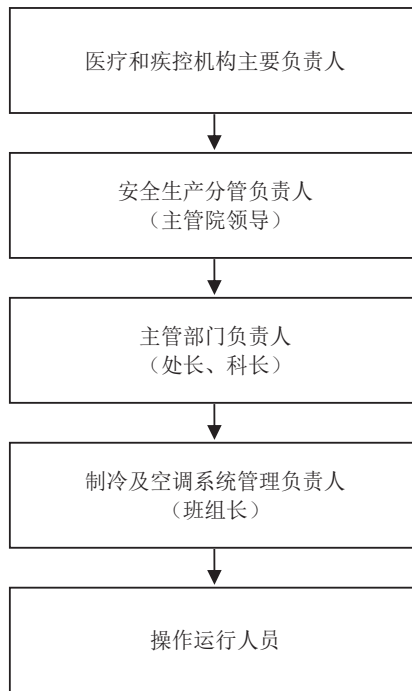 医疗和疾控机构主要负责人
安全生产分管负责人
（主管院领导）
主管部门负责人
（处长、科长）
制冷及空调系统管理负责人
（班组长）
操作运行人员